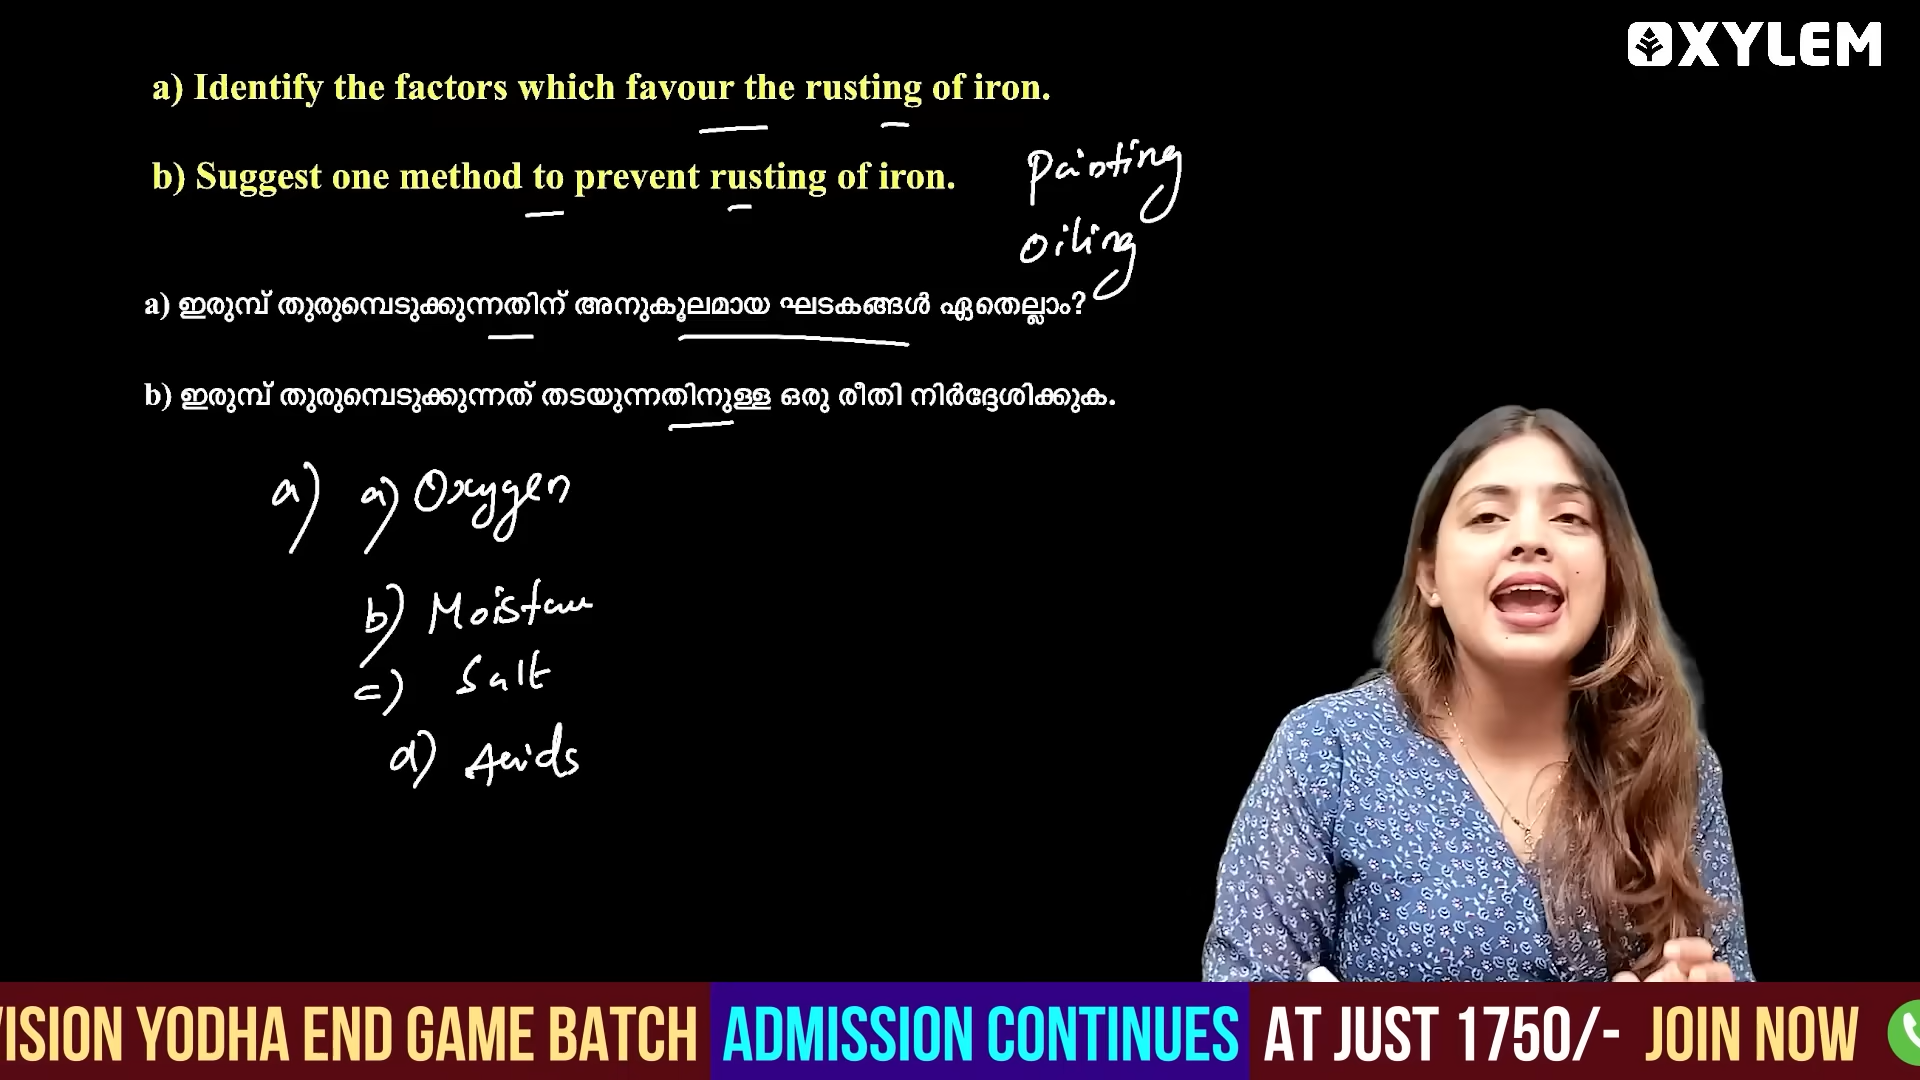 XYLEM
a) Identify the factors which favour the rusting of iron.
b) Suggest one method to prevent rusting of iron.
Painting
Oiling
a) ഇരുമ്പ് തുരുമ്പെടുക്കുന്നതിന് അനുകൂലമായ ഘടകങ്ങൾ ഏതെല്ലാം?
b) ഇരുമ്പ് തുരുമ്പെടുക്കുന്നത് തടയുന്നതിനുള്ള ഒരു രീതി നിർദ്ദേശിക്കുക.
a) a) Oxygen
b) Moisture
c) Salt
d) Acids
VISION YODHA END GAME BATCH ADMISSION CONTINUES AT JUST 1750/- JOIN NOW